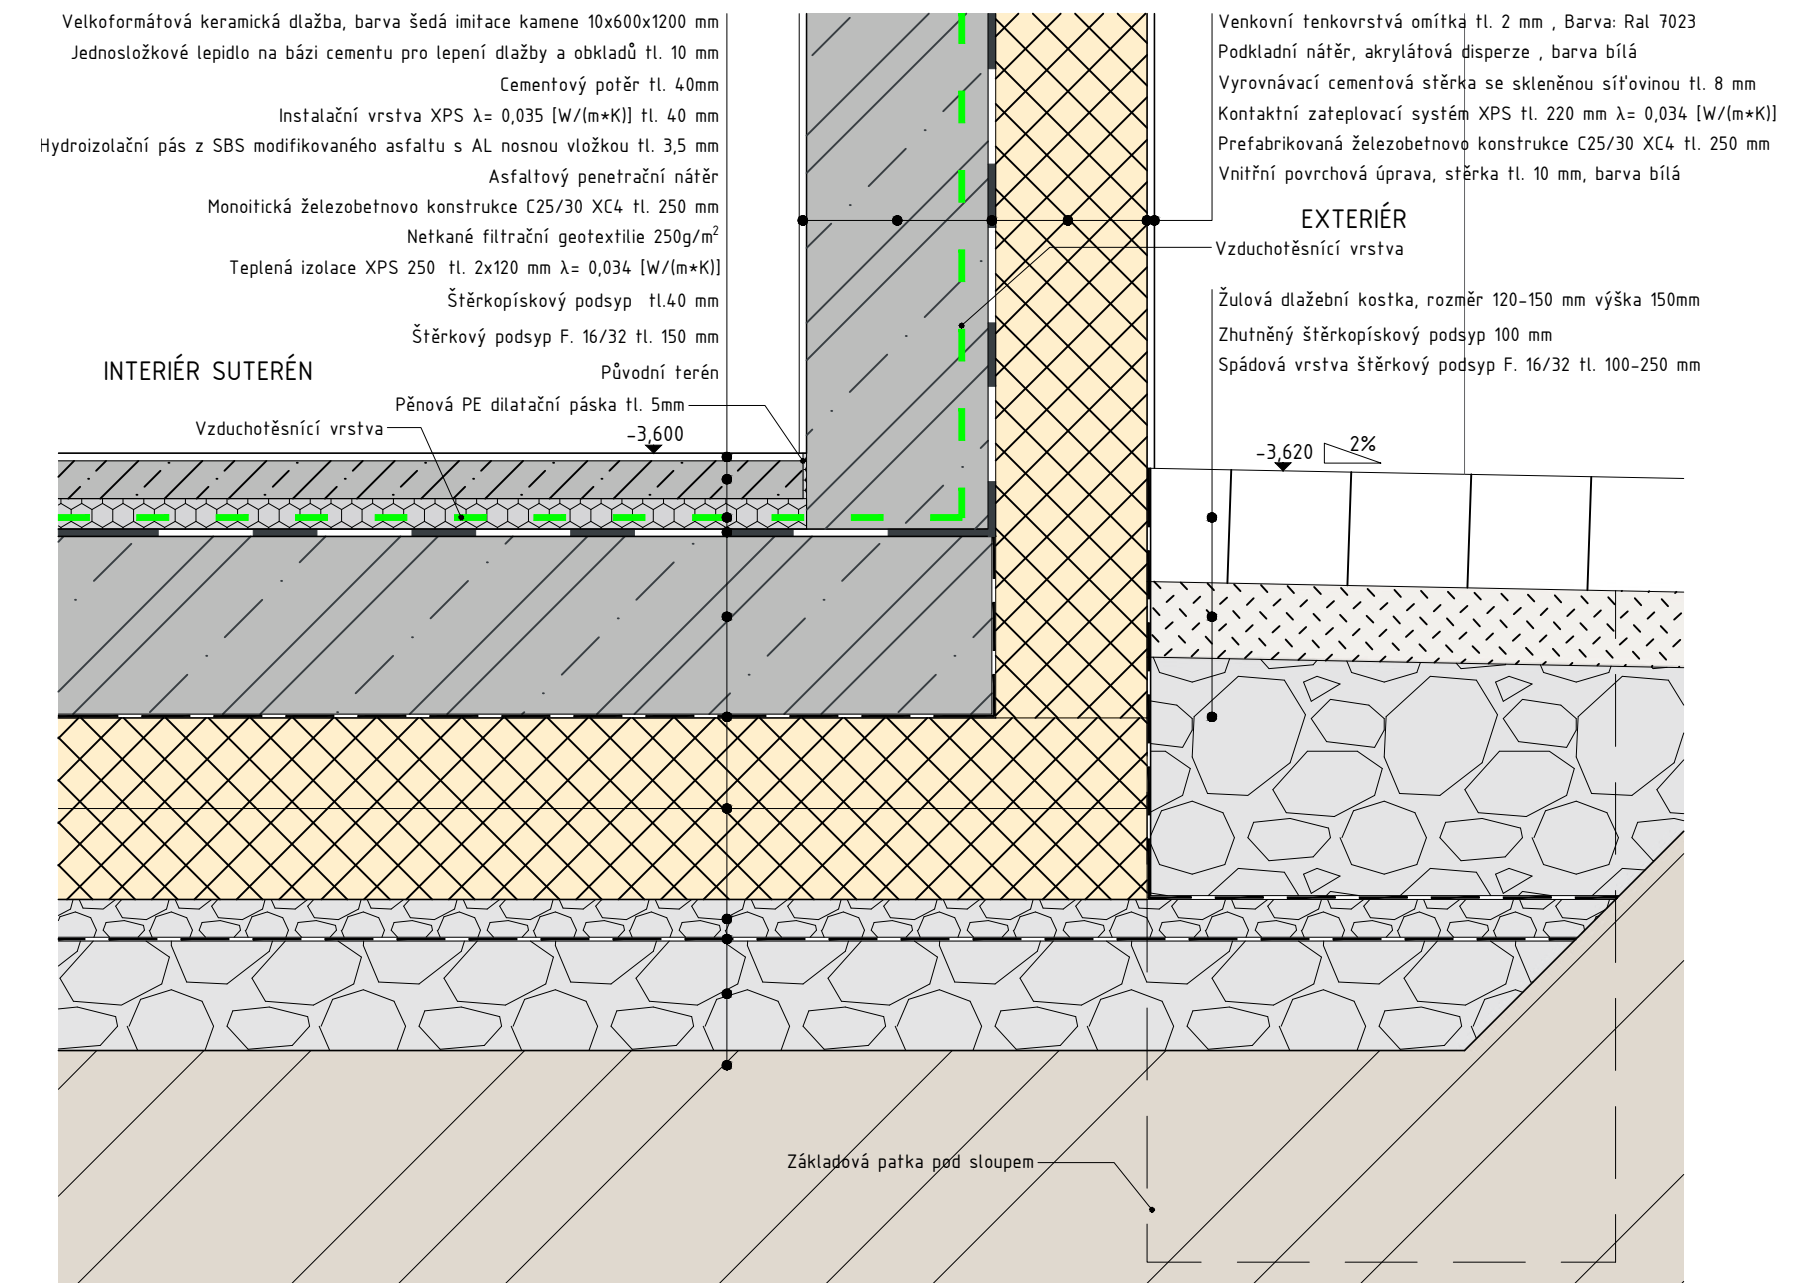 Velkoformátová keramická dlažba, barva šedá imitace kamene 10x600x1200 mm
Jednosložkové lepidlo na bázi cementu pro lepení dlažby a obkladů tl. 10 mm
Cementový potěr tl. 40mm
Instalační vrstva XPS λ= 0,035 [W/(m*K)] tl. 40 mm
Hydroizolační pás z SBS modifikovaného asfaltu s AL nosnou vložkou tl. 3,5 mm
Asfaltový penetrační nátěr
Monoitická železobetnovo konstrukce C25/30 XC4 tl. 250 mm
Netkané filtrační geotextilie 250g/m²
Teplená izolace XPS 250 tl. 2x120 mm λ= 0,034 [W/(m*K)]
Štěrkopískový podsyp tl.40 mm
Štěrkový podsyp F. 16/32 tl. 150 mm
Původní terén
INTERIÉR SUTERÉN
Pěnová PE dilatační páska tl. 5mm
Vzduchotěsnící vrstva
-3,600
Venkovní tenkovrstvá omítka tl. 2 mm , Barva: Ral 7023
Podkladní nátěr, akrylátová disperze , barva bílá
Vyrovnávací cementová stěrka se skleněnou síťovinou tl. 8 mm
Kontaktní zateplovací systém XPS tl. 220 mm λ= 0,034 [W/(m*K)]
Prefabrikovaná železobetnovo konstrukce C25/30 XC4 tl. 250 mm
Vnitřní povrchová úprava, stěrka tl. 10 mm, barva bílá
EXTERIÉR
Vzduchotěsnící vrstva
Žulová dlažební kostka, rozměr 120-150 mm výška 150mm
Zhutněný štěrkopískový podsyp 100 mm
Spádová vrstva štěrkový podsyp F. 16/32 tl. 100-250 mm
-3,620
2%
Základová patka pod sloupem